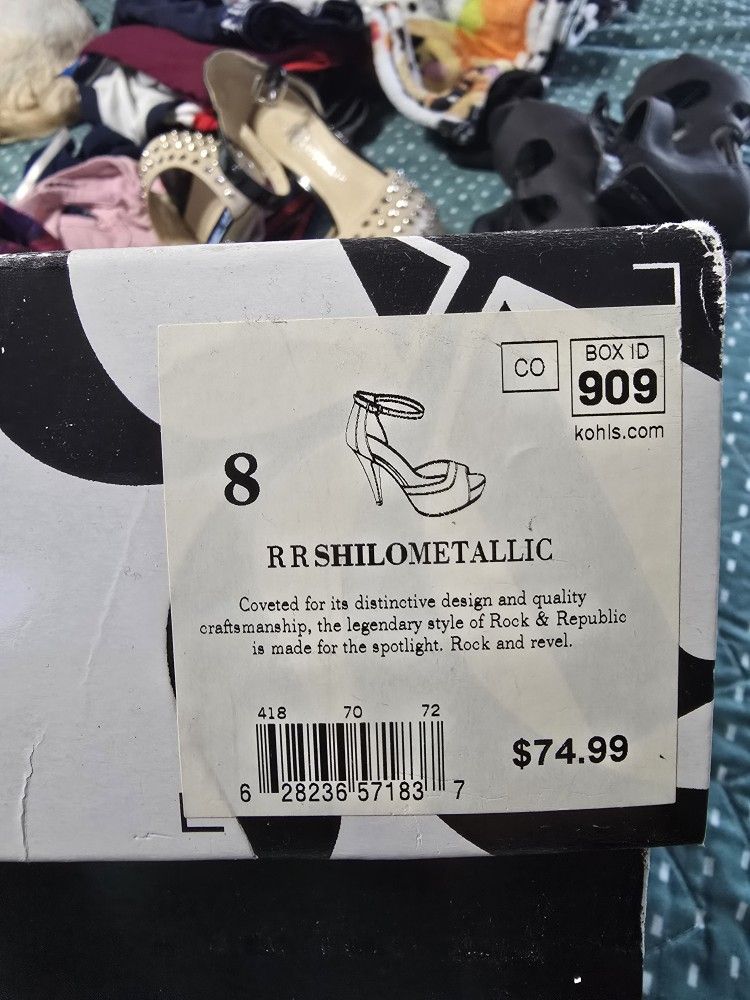 CO
BOX ID
909
kohls.com
8
RRSHILOMETALLIC
Coveted for its distinctive design and quality
craftsmanship, the legendary style of Rock & Republic
is made for the spotlight. Rock and revel.
418 70 72
6 28236 57183 7
$74.99